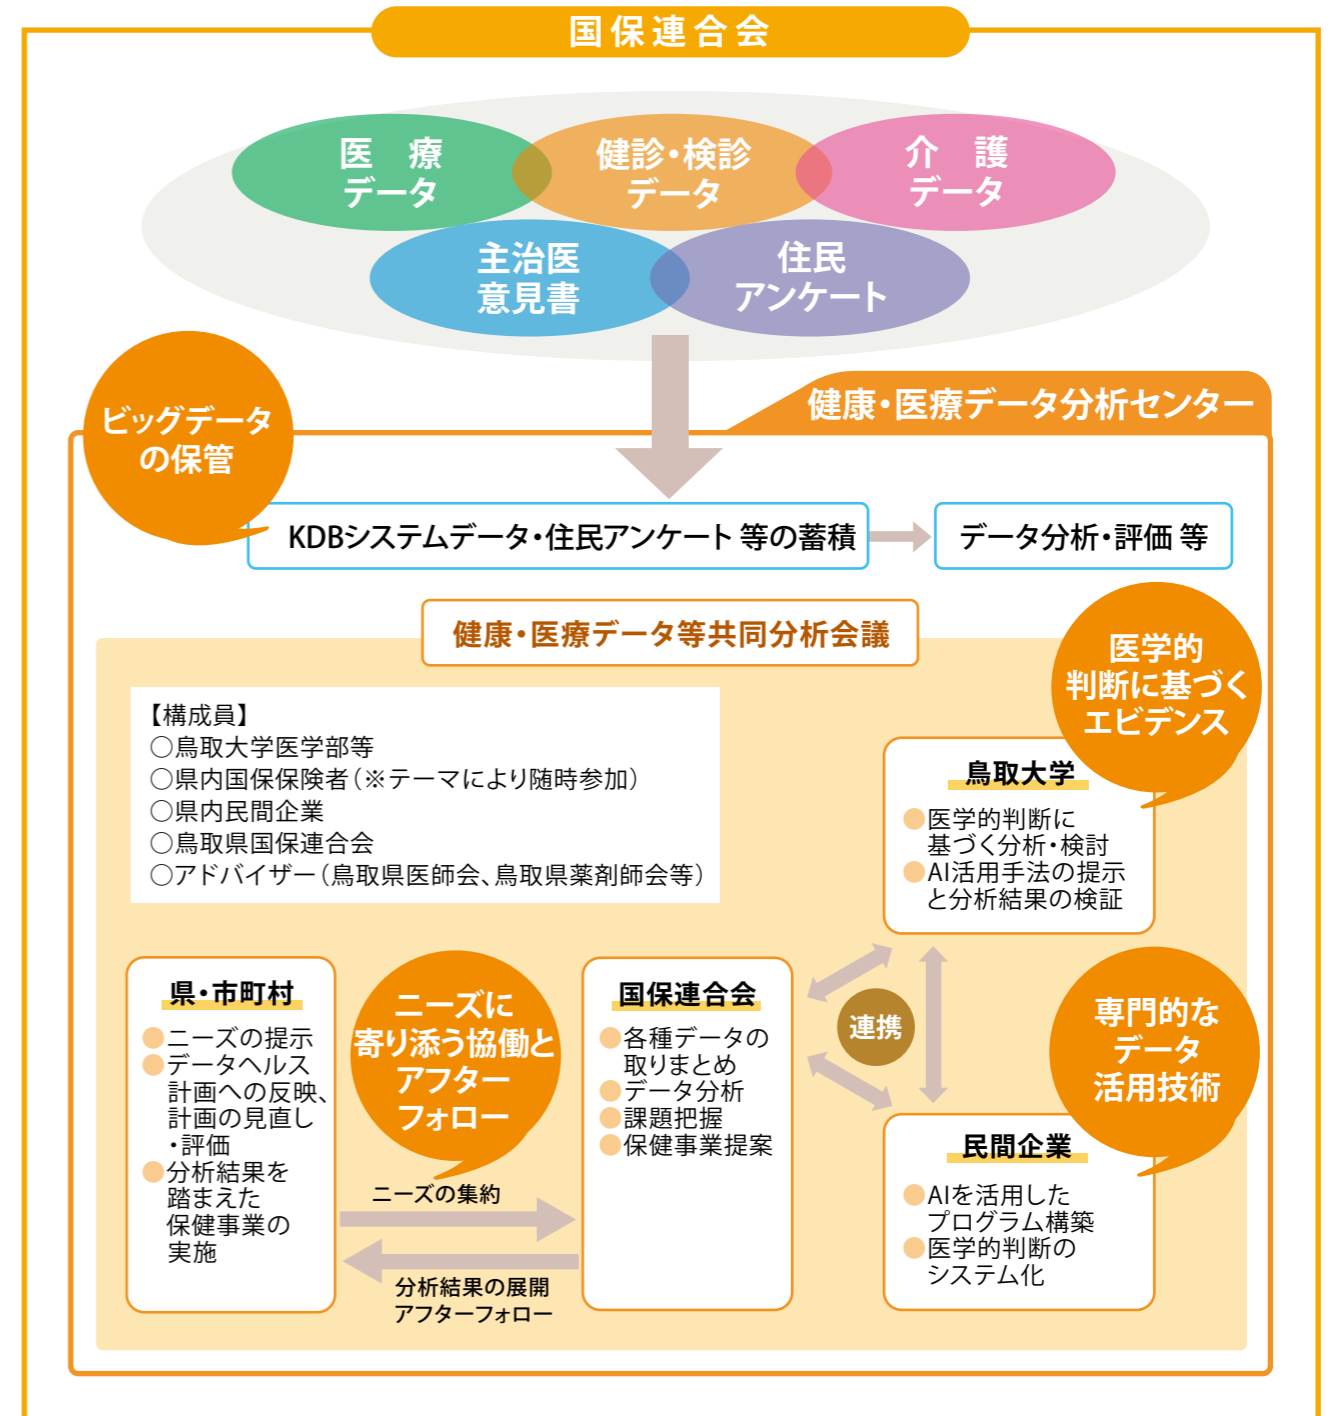 国保連合会
医　療
データ
健診・検診
データ
介　護
データ
主治医
意見書
住民
アンケート
ビッグデータ
の保管
健康・医療データ分析センター
KDBシステムデータ・住民アンケート 等の蓄積
データ分析・評価 等
健康・医療データ等共同分析会議
医学的
判断に基づく
エビデンス
【構成員】
○鳥取大学医学部等
○県内国保保険者（※テーマにより随時参加）
○県内民間企業
○鳥取県国保連合会
○アドバイザー（鳥取県医師会、鳥取県薬剤師会等）
鳥取大学
●医学的判断に
基づく分析・検討
●AI活用手法の提示
と分析結果の検証
県・市町村
●ニーズの提示
●データヘルス
計画への反映、
計画の見直し
・評価
●分析結果を
踏まえた
保健事業の
実施
ニーズに
寄り添う協働と
アフター
フォロー
ニーズの集約
分析結果の展開
アフターフォロー
国保連合会
●各種データの
取りまとめ
●データ分析
●課題把握
●保健事業提案
連携
専門的な
データ
活用技術
民間企業
●AIを活用した
プログラム構築
●医学的判断の
システム化